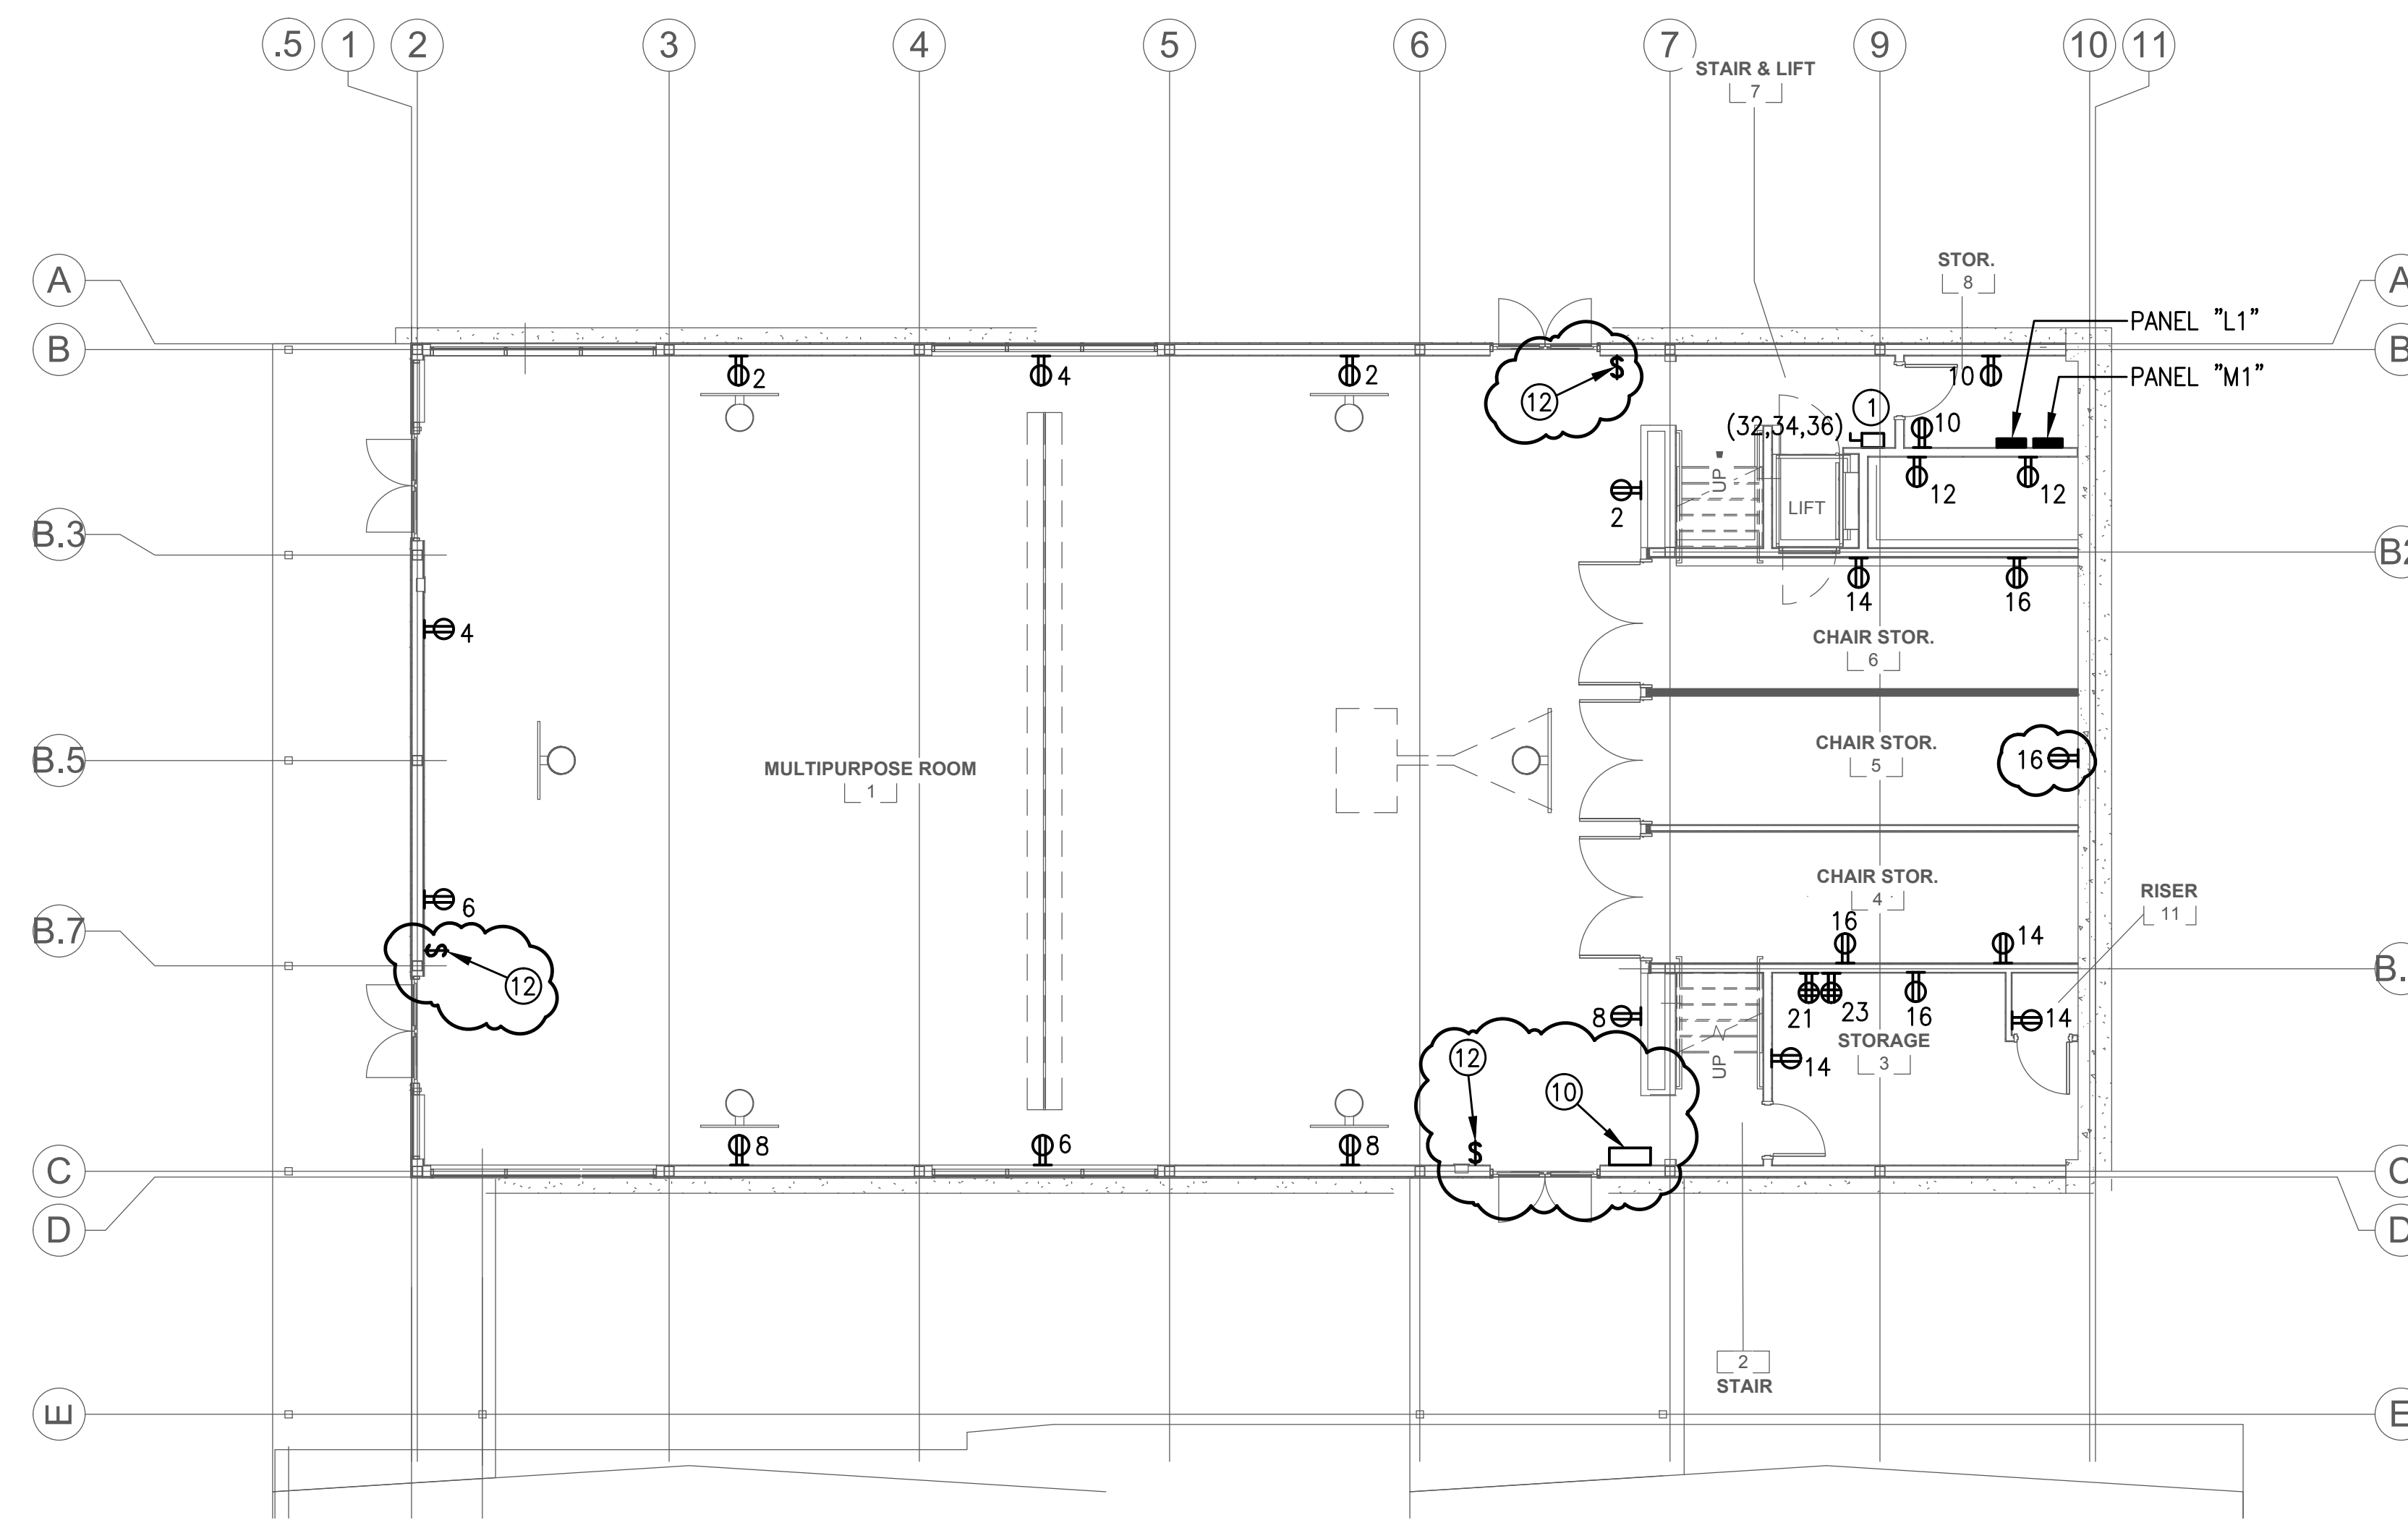 .5 1 2 3 4 5 6 7 9 10 11
STAIR & LIFT
7
STOR.
8
A A
PANEL "L1"
B B
2 4 2 12 10 PANEL "M1"
1
(32,34,36) 10
UP
LIFT
2 12 12
B.3
14 16
4
CHAIR STOR.
6
CHAIR STOR.
5
16
B.5
MULTIPURPOSE ROOM
1
CHAIR STOR.
4
RISER
11
6
B.7
16 14
12
8 21 23 16 14
STORAGE
3
12 UP 14
10
8 6 8
C C
D D
2
STAIR
E E